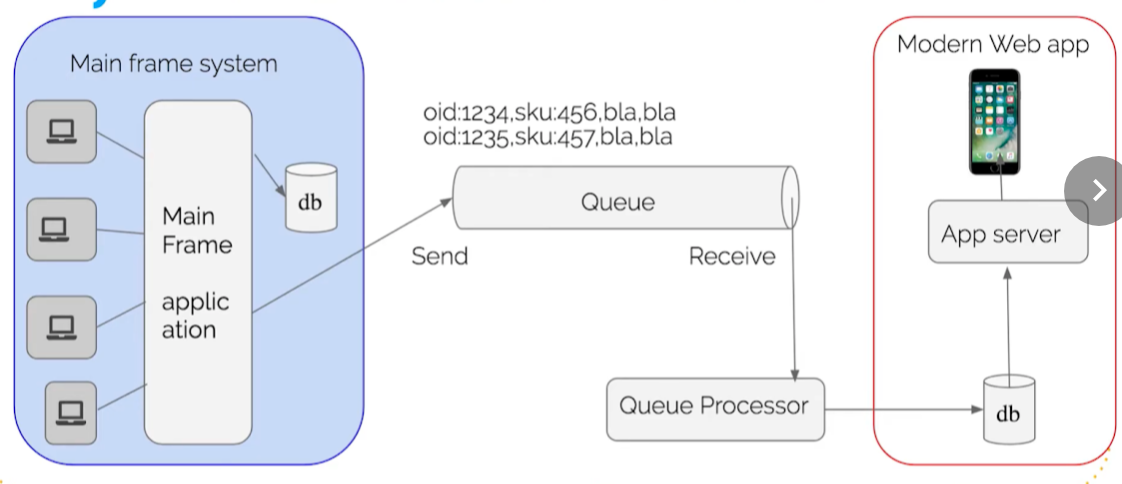 Main frame system
Main
Frame
applic
ation
db
oid:1234,sku:456,bla,bla
oid:1235,sku:457,bla,bla
Queue
Send
Receive
Queue Processor
Modern Web app
App server
db